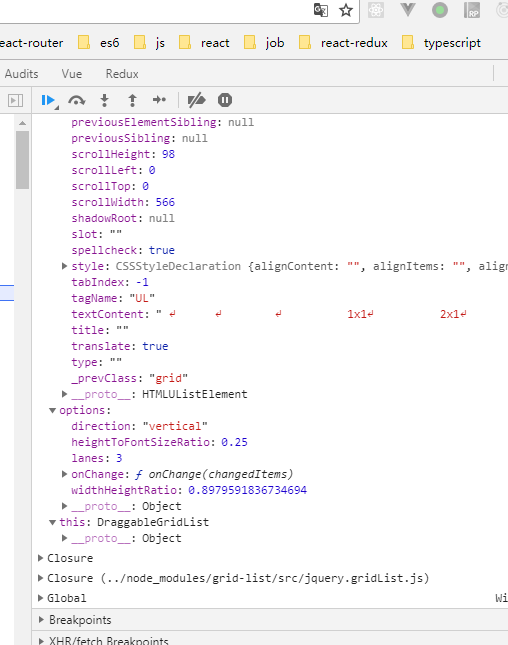 RP
eact-router es6 js react job react-redux typescript
Audits Vue Redux
previousElementSibling: null
previousSibling: null
scrollHeight: 98
scrollLeft: 0
scrollTop: 0
scrollWidth: 566
shadowRoot: null
slot: ""
spellcheck: true
style: CSSStyleDeclaration {alignContent: "", alignItems: "", alig
tabIndex: -1
tagName: "UL"
textContent: " ↵ ↵ ↵ 1x1↵ 2x1↵
title: ""
translate: true
type: ""
_prevClass: "grid"
__proto__: HTMLUListElement
options:
direction: "vertical"
heightToFontSizeRatio: 0.25
lanes: 3
onChange: ƒ onChange(changedItems)
widthHeightRatio: 0.8979591836734694
__proto__: Object
this: DraggableGridList
__proto__: Object
Closure
Closure (../node_modules/grid-list/src/jquery.gridList.js)
Global Wi
Breakpoints
XHR/fetch Breakpoints